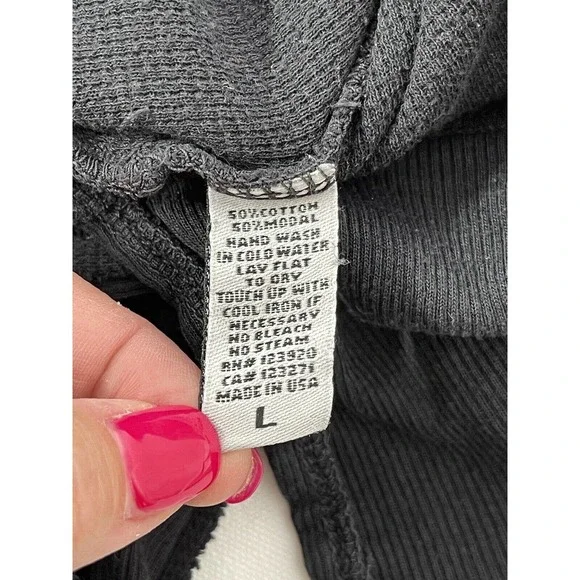 50% COTTON
50% MODAL
HAND WASH
IN COLD WATER
LAY FLAT
TO DRY
TOUCH UP WITH
COOL IRON IF
NECESSARY
NO BLEACH
NO STEAM
RN# 123920
CA# 123271
MADE IN USA
L